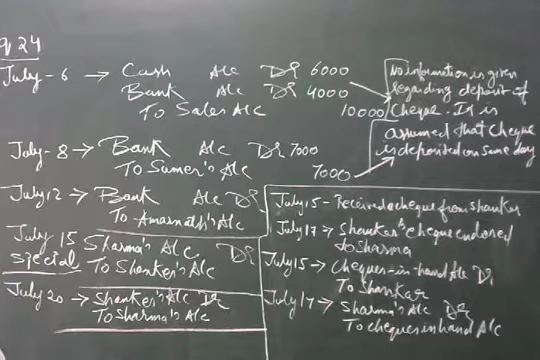 Q 24
July - 6 → Cash A/c DR 6000
Bank A/c DR 4000
To Sales A/c 10000
No information is given
regarding deposit of
Cheque. It is
assumed that Cheque
is deposited on same day
July - 8 → Bank A/c DR 7000
To Sumer's A/c 7000
July 12 → Bank A/c DR
To Amarnath's A/c
July - 15 Sharma's A/c DR
special To Shanker's A/c
July 20 → Shanker's A/c DR
To Sharma's A/c
July 15 - Received a cheque from Shanker
July 17 → Shanker's cheque endorsed
to Sharma
July 15 → Cheques-in-hand A/c DR
To Shankar
July 17 → Sharma's A/c DR
To cheques in hand A/c